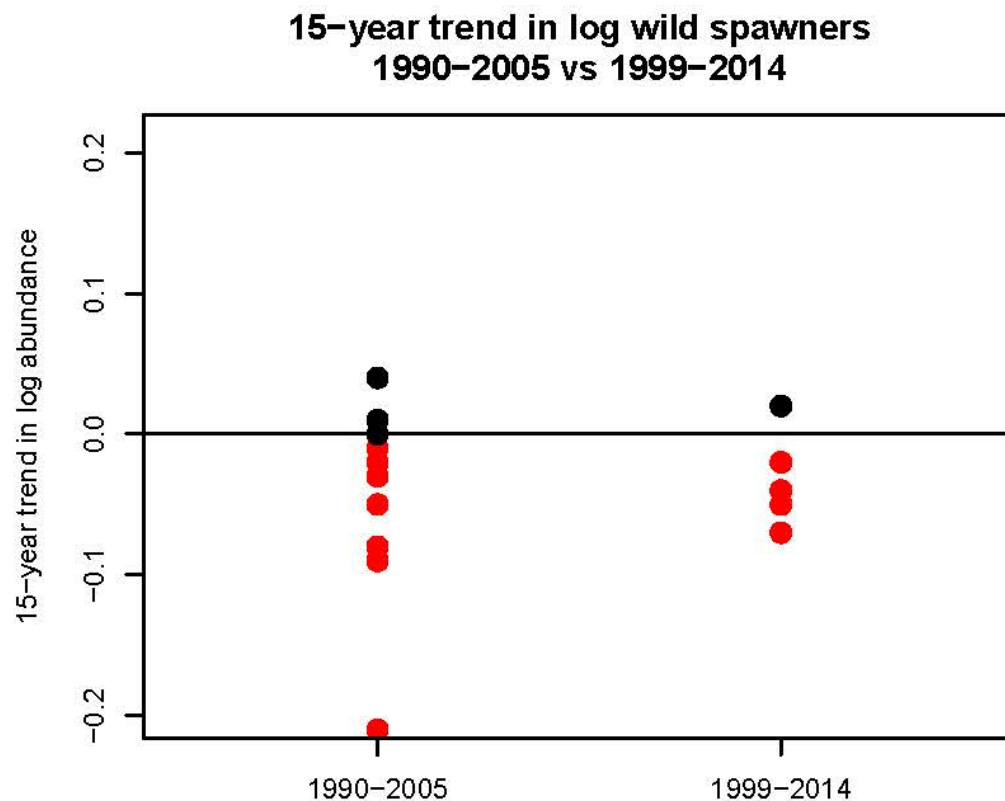 15−year trend in log wild spawners
1990−2005 vs 1999−2014
15−year trend in log abundance
0.2
0.1
0.0
−0.1
−0.2
1990−2005
1999−2014